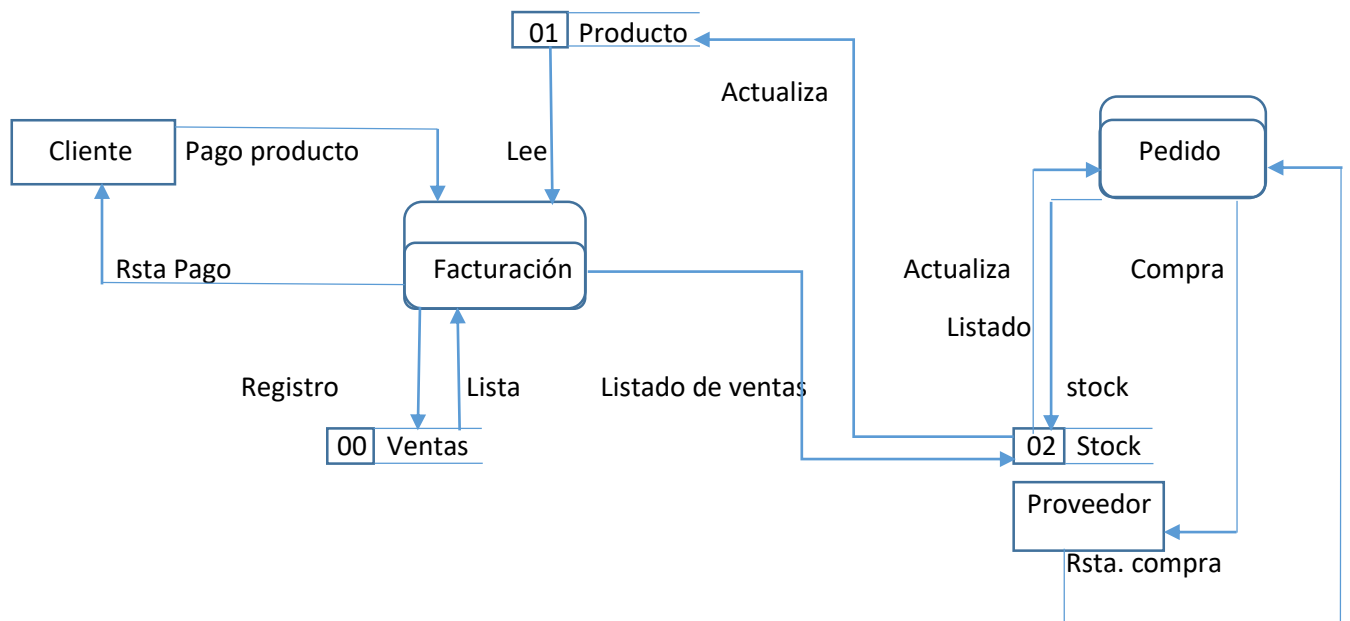 01 Producto
Actualiza
Cliente
Pago producto
Lee
Pedido
Rsta Pago
Facturación
Actualiza
Compra
Listado
Registro
Lista
Listado de ventas
stock
00 Ventas
02 Stock
Proveedor
Rsta. compra